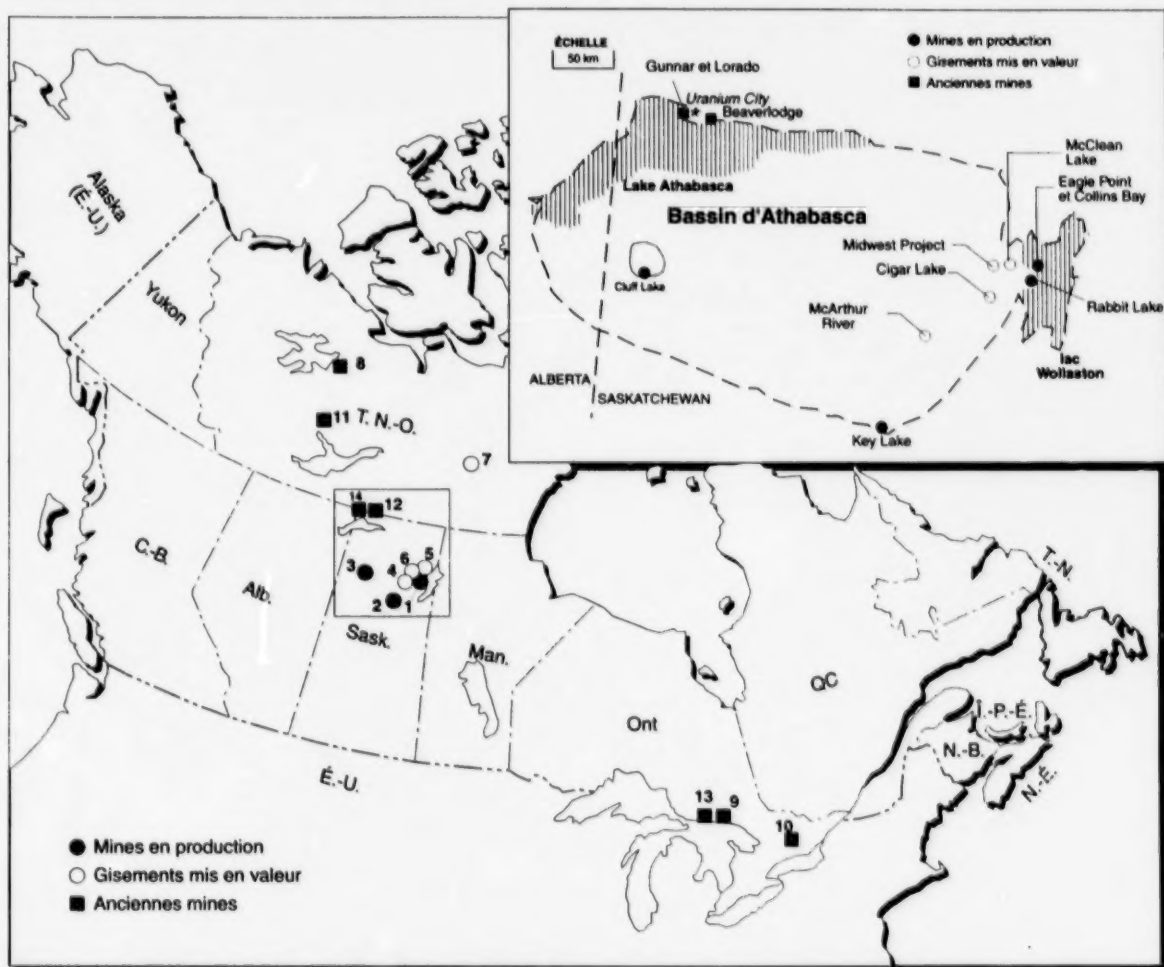 ÉCHELLE
50 km
Mines en production
Gisements mis en valeur
Anciennes mines
Gunnar et Lorado
Uranium City
Beaverlodge
Lake Athabasca
Bassin d'Athabasca
McClean
Lake
Eagle Point
et Collins Bay
Midwest Project
Cigar Lake
Cluff Lake
McArthur
River
Rabbit Lake
lac
Wollaston
ALBERTA
SASKATCHEWAN
Key Lake
Alaska
(É.-U.)
Yukon
8
11 T. N.-O.
7
14 12
C.-B.
Alb.
3 4 6 5
2 1
Sask.
Man.
Ont
QC
T.-N.
Î.-P.-É.
N.-B.
N.-É.
É.-U.
13 9
10
Mines en production
Gisements mis en valeur
Anciennes mines